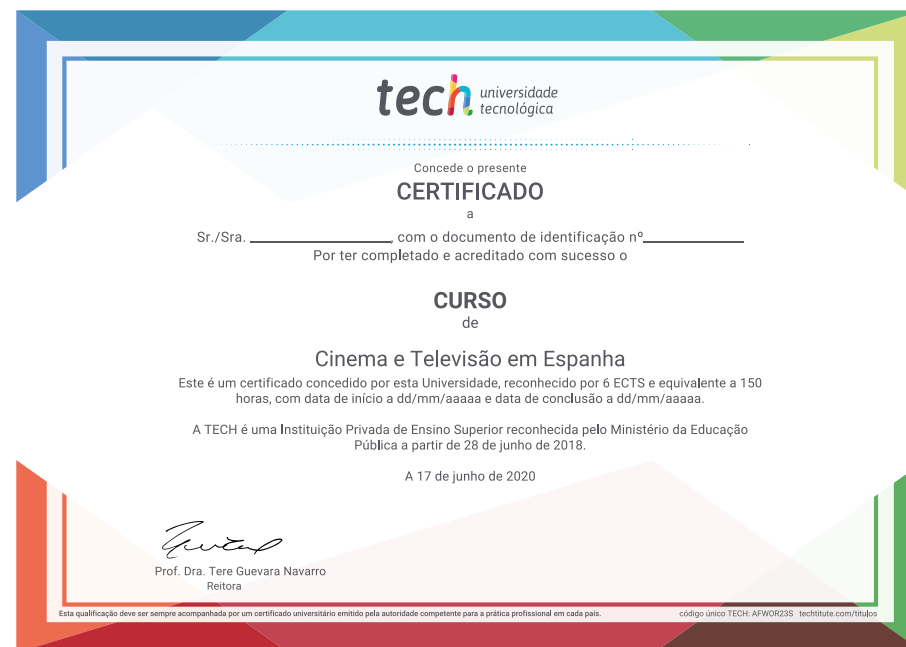 tech universidade
tecnológica
Concede o presente
CERTIFICADO
a
Sr./Sra. ____________________, com o documento de identificação nº______________
Por ter completado e acreditado com sucesso o
CURSO
de
Cinema e Televisão em Espanha
Este é um certificado concedido por esta Universidade, reconhecido por 6 ECTS e equivalente a 150
horas, com data de início a dd/mm/aaaaa e data de conclusão a dd/mm/aaaaa.
A TECH é uma Instituição Privada de Ensino Superior reconhecida pelo Ministério da Educação
Pública a partir de 28 de junho de 2018.
A 17 de junho de 2020
Prof. Dra. Tere Guevara Navarro
Reitora
Esta qualificação deve ser sempre acompanhada por um certificado universitário emitido pela autoridade competente para a prática profissional em cada país.
código único TECH: AFWOR23S techtitute.com/titulos